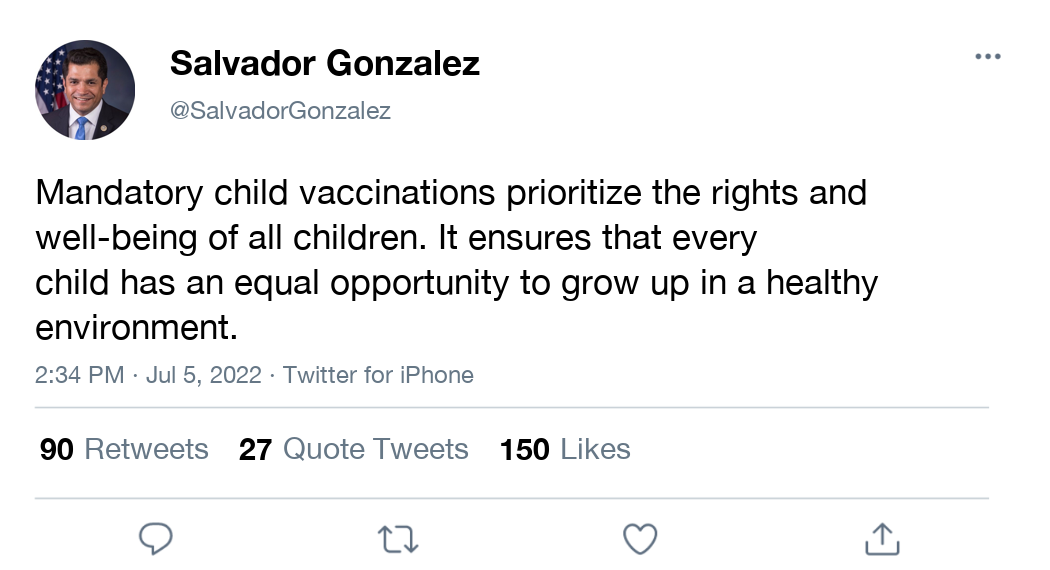 Salvador Gonzalez
@SalvadorGonzalez
Mandatory child vaccinations prioritize the rights and
well-being of all children. It ensures that every
child has an equal opportunity to grow up in a healthy
environment.
2:34 PM · Jul 5, 2022 · Twitter for iPhone
90 Retweets 27 Quote Tweets 150 Likes